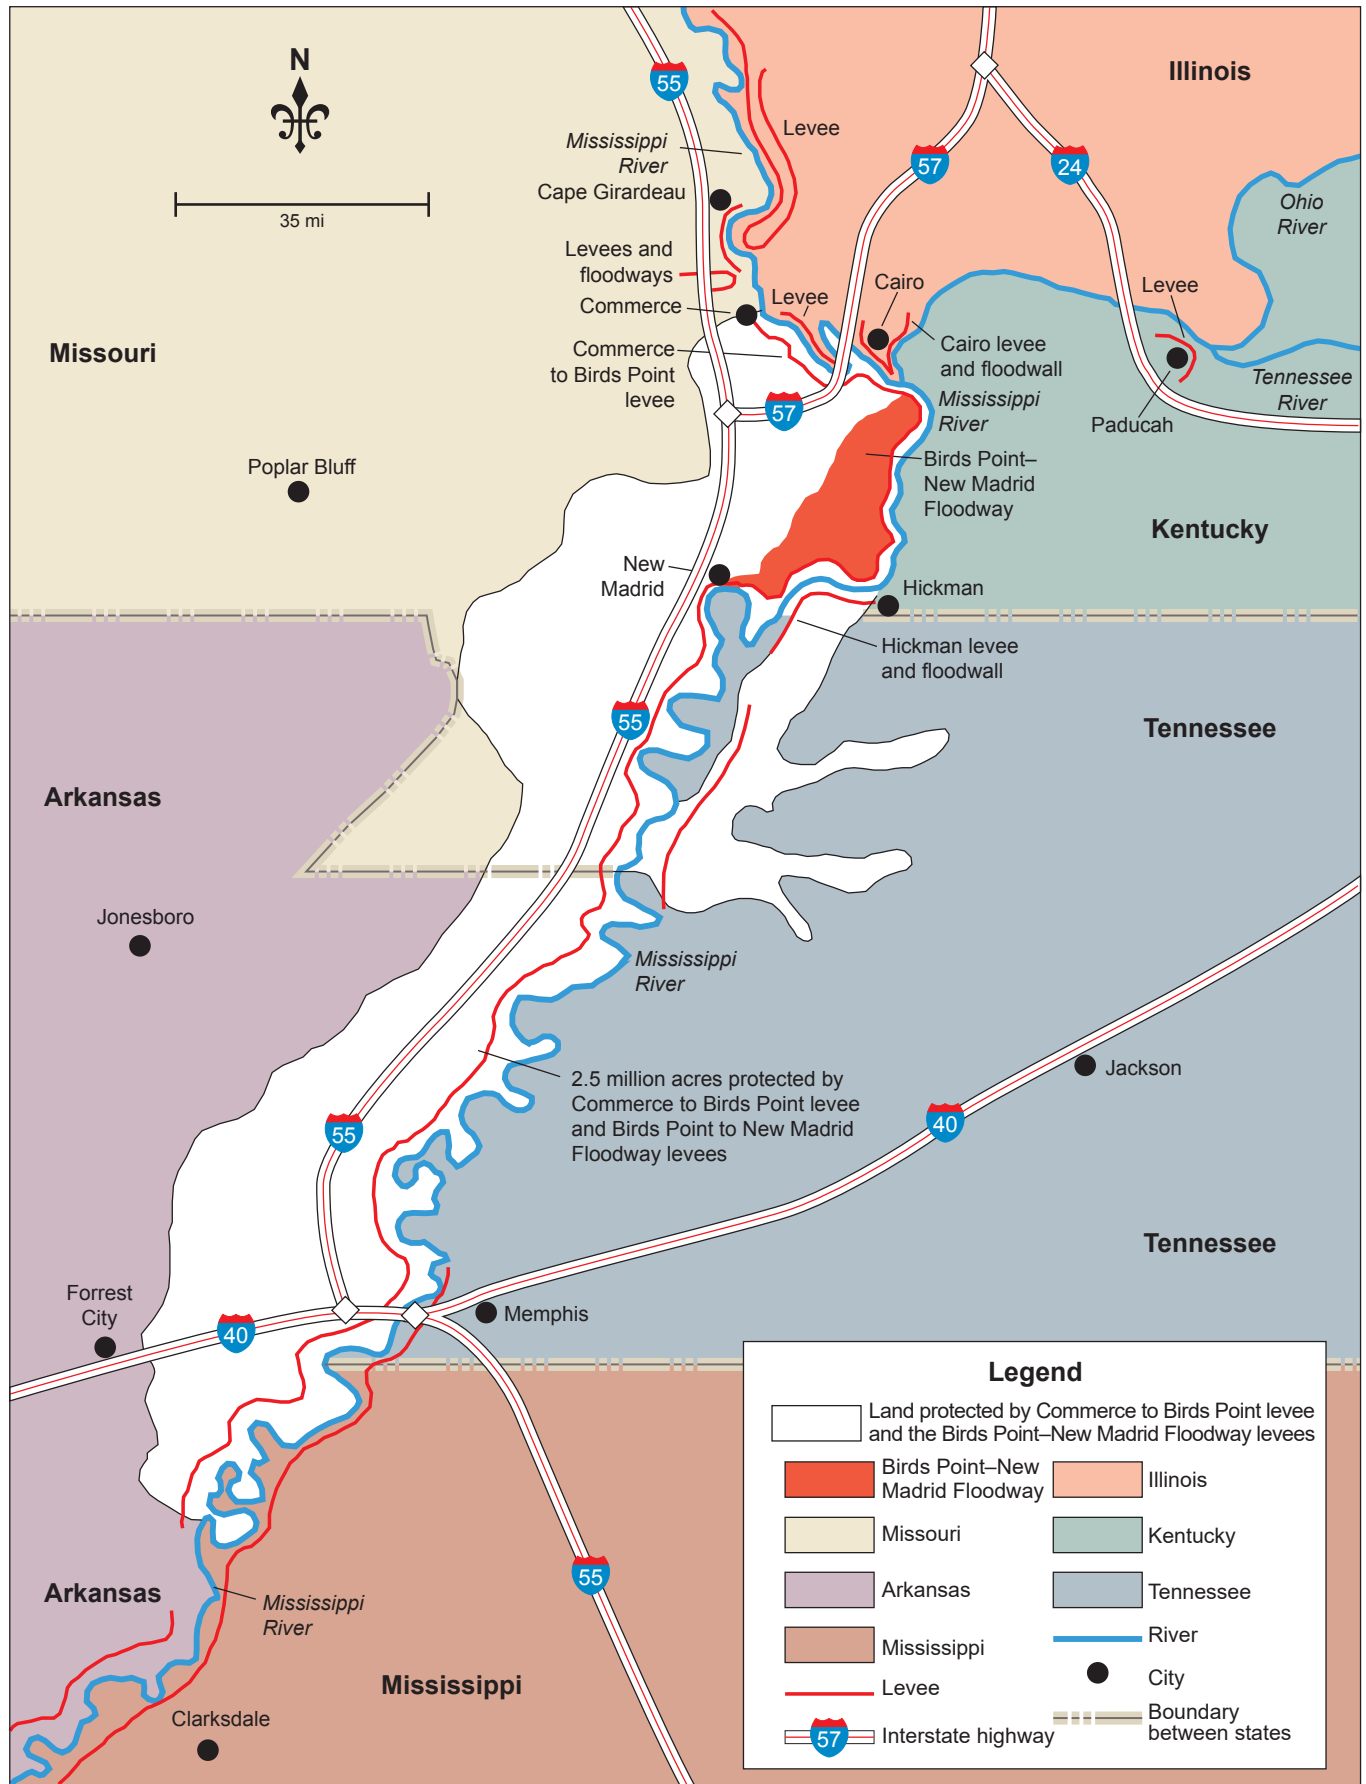 N
35 mi
55
Illinois
Levee
Mississippi
River
57
24
Cape Girardeau
Ohio
River
Levees and
floodways
Commerce
Levee
Cairo
Levee
Missouri
Commerce
to Birds Point
levee
Cairo levee
and floodwall
Tennessee
River
Mississippi
River
57
Paducah
Poplar Bluff
Birds Point–
New Madrid
Floodway
Kentucky
New
Madrid
Hickman
Hickman levee
and floodwall
55
Tennessee
Arkansas
Jonesboro
Mississippi
River
Jackson
2.5 million acres protected by
Commerce to Birds Point levee
and Birds Point to New Madrid
Floodway levees
40
55
Tennessee
Forrest
City
40
Memphis
Legend
Land protected by Commerce to Birds Point levee
and the Birds Point–New Madrid Floodway levees
Birds Point–New
Madrid Floodway
Illinois
Missouri
Kentucky
Arkansas
Tennessee
Mississippi
River
Levee
City
57
Interstate highway
Boundary
between states
55
Arkansas
Mississippi
River
Mississippi
Clarksdale